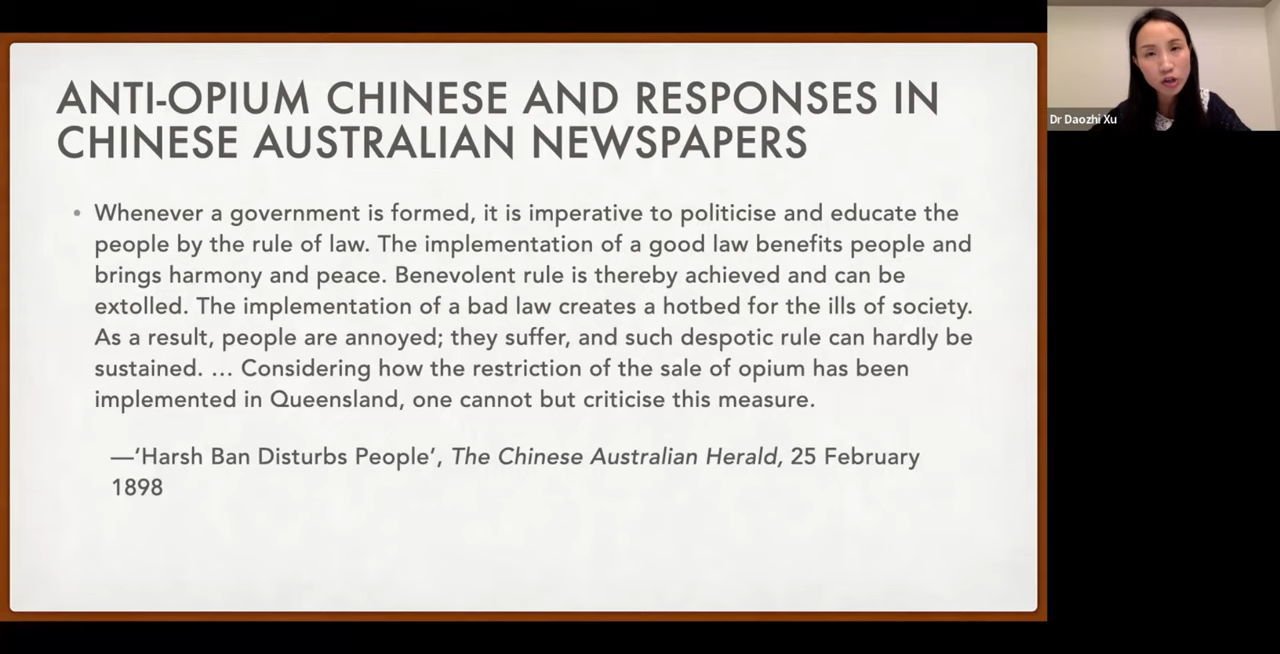 ANTI-OPIUM CHINESE AND RESPONSES IN
CHINESE AUSTRALIAN NEWSPAPERS
• Whenever a government is formed, it is imperative to politicise and educate the
people by the rule of law. The implementation of a good law benefits people and
brings harmony and peace. Benevolent rule is thereby achieved and can be
extolled. The implementation of a bad law creates a hotbed for the ills of society.
As a result, people are annoyed; they suffer, and such despotic rule can hardly be
sustained. … Considering how the restriction of the sale of opium has been
implemented in Queensland, one cannot but criticise this measure.
—‘Harsh Ban Disturbs People’, The Chinese Australian Herald, 25 February
1898
Dr Daozhi Xu